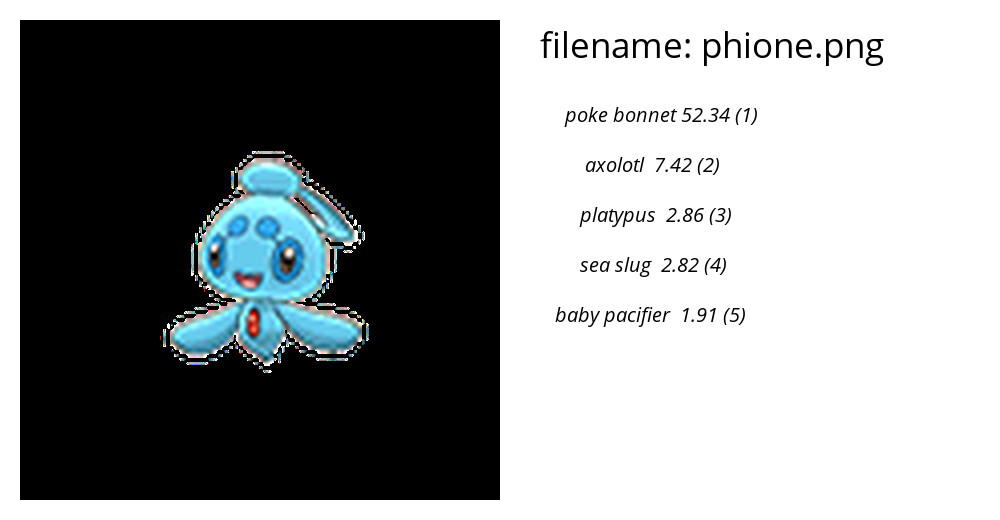 filename: phione.png
poke bonnet 52.34 (1)
axolotl 7.42 (2)
platypus 2.86 (3)
sea slug 2.82 (4)
baby pacifier 1.91 (5)